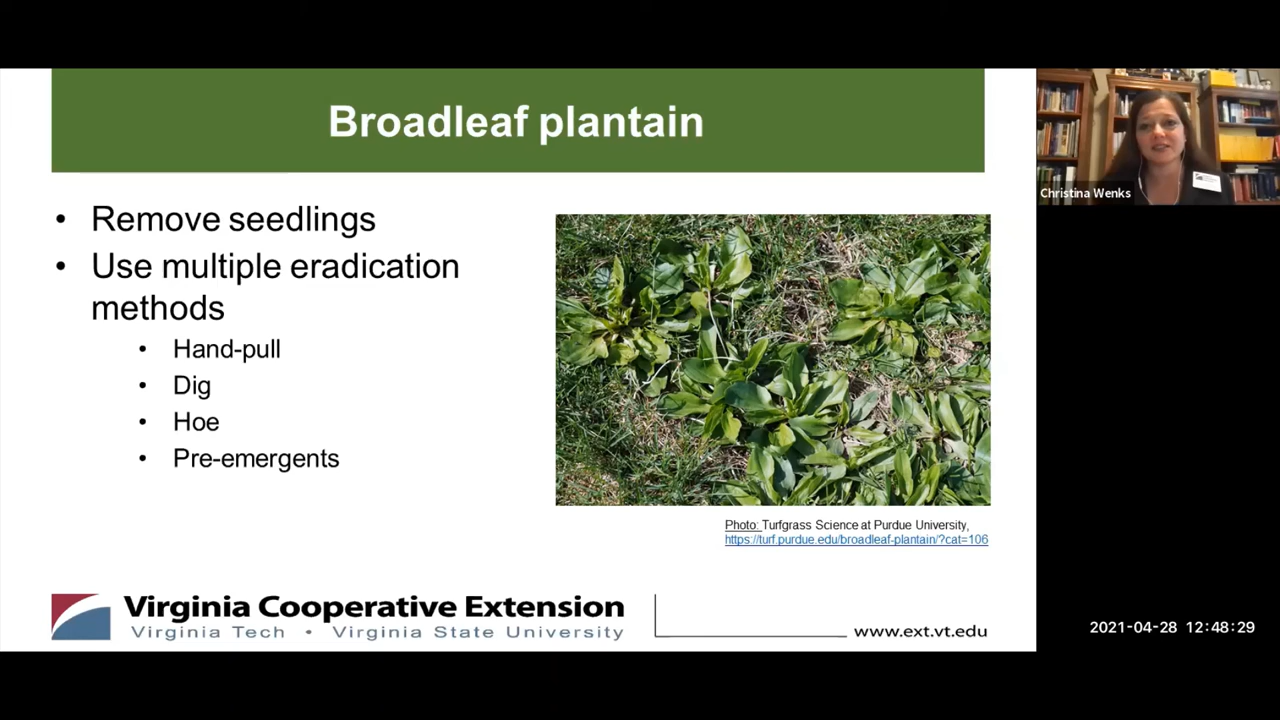 Broadleaf plantain
• Remove seedlings
• Use multiple eradication
methods
• Hand-pull
• Dig
• Hoe
• Pre-emergents
Photo: Turfgrass Science at Purdue University,
https://turf.purdue.edu/broadleaf-plantain/?cat=106
Virginia Cooperative Extension
Virginia Tech • Virginia State University
www.ext.vt.edu
Christina Wenks
2021-04-28 12:48:29